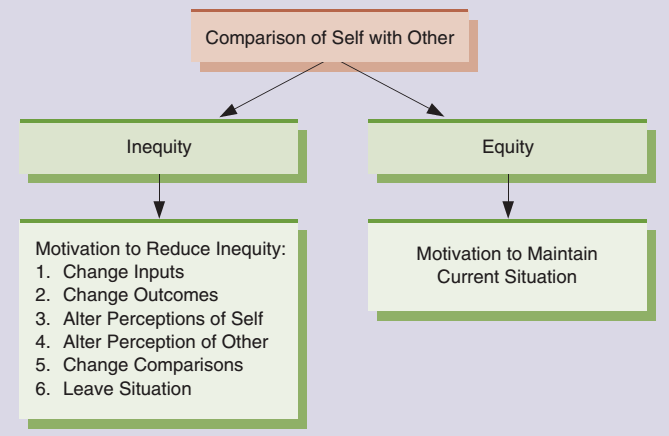 Comparison of Self with Other
Inequity
Equity
Motivation to Reduce Inequity:
1. Change Inputs
2. Change Outcomes
3. Alter Perceptions of Self
4. Alter Perception of Other
5. Change Comparisons
6. Leave Situation
Motivation to Maintain
Current Situation